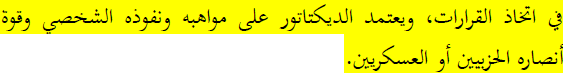 في اتخاذ القرارات، ويعتمد الديكتاتور على مواهبه ونفوذه الشخصي وقوة
أنصاره الحزبيين أو العسكريين.